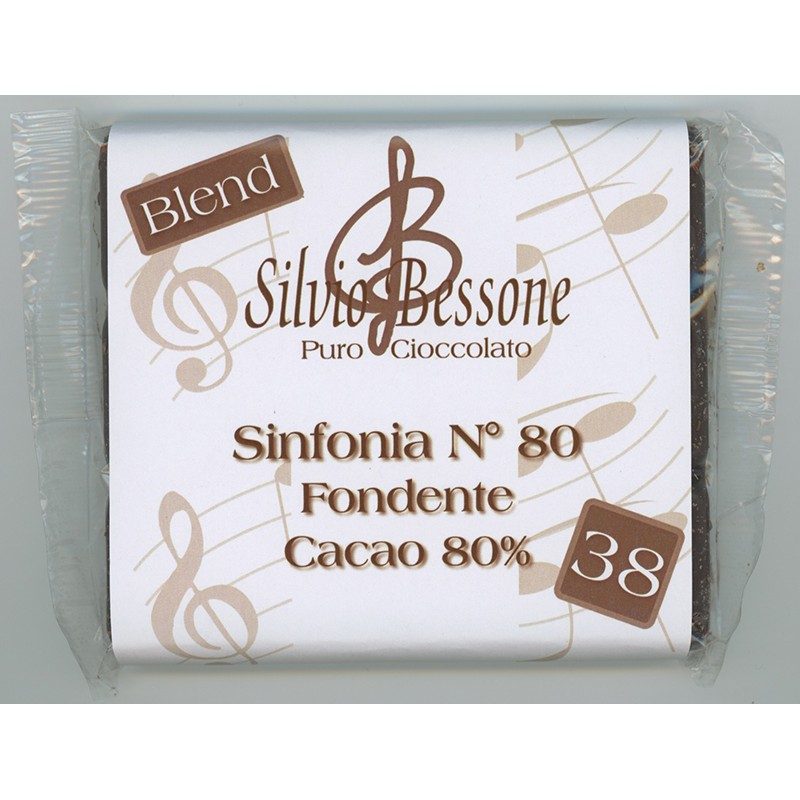 Blend
Silvio Bessone
Puro Cioccolato
Sinfonia N° 80
Fondente
Cacao 80%
38